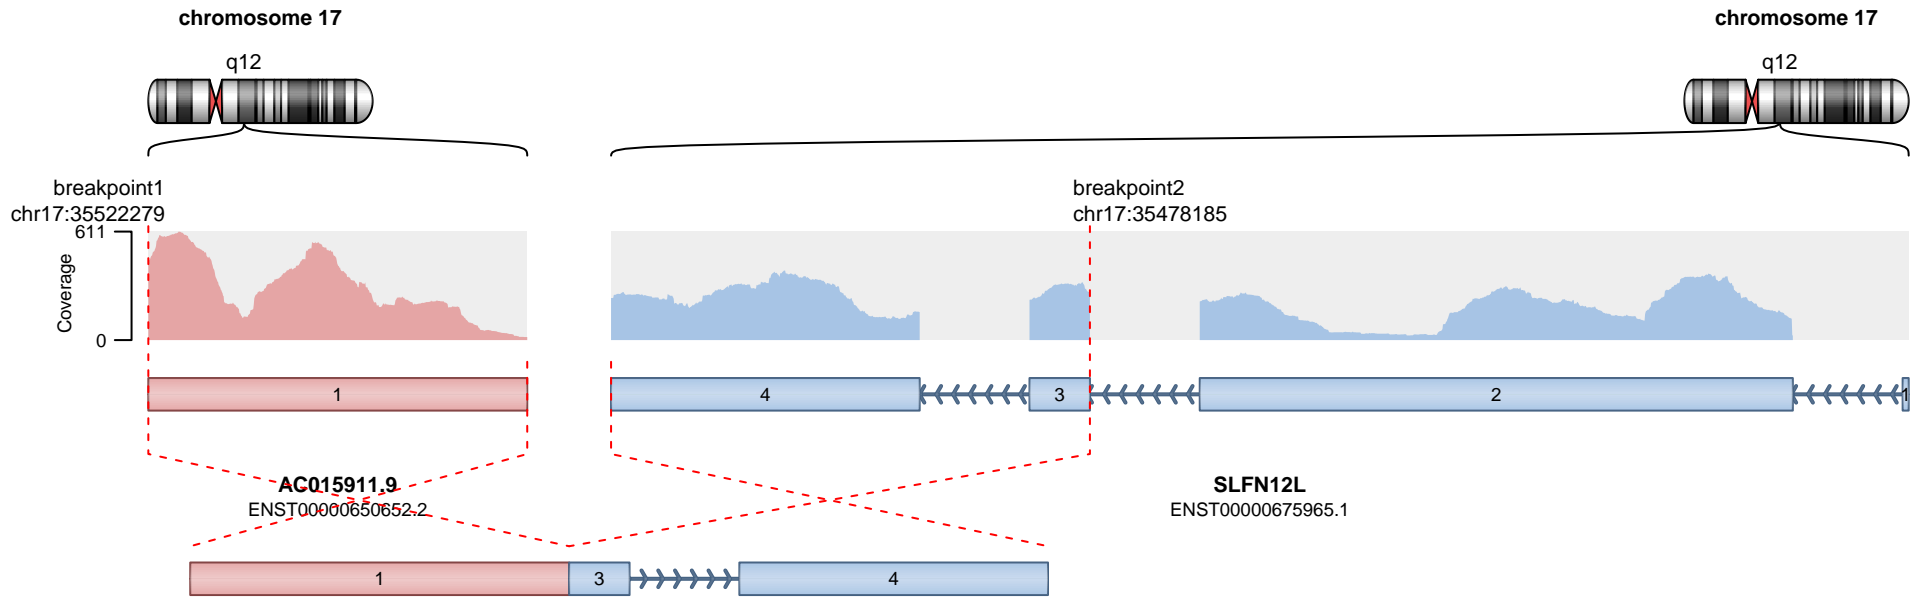 chromosome 17
chromosome 17
q12
q12
breakpoint1
chr17:35522279
breakpoint2
chr17:35478185
611
Coverage
0
1
4
3
2
1
AC015911.9
ENST00000650652.2
SLFN12L
ENST00000675965.1
1
3
4